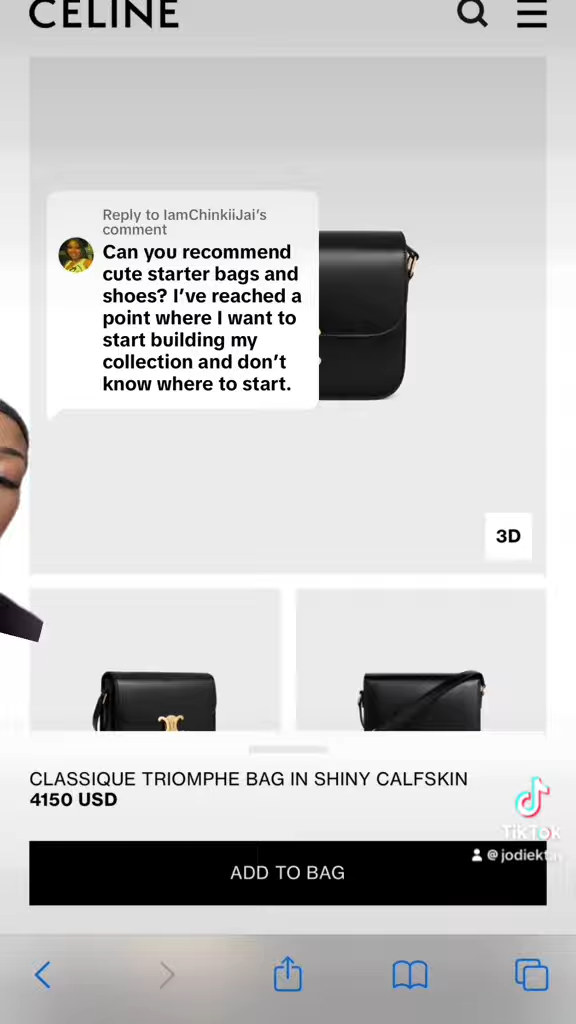 CELINE
Reply to IamChinkiiJai's
comment
Can you recommend
cute starter bags and
shoes? I've reached a
point where I want to
start building my
collection and don't
know where to start.
3D
CLASSIQUE TRIOMPHE BAG IN SHINY CALFSKIN
4150 USD
TikTok
@jodiektay
ADD TO BAG